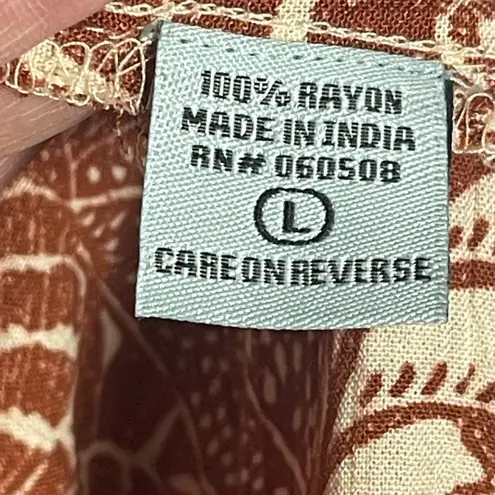 100% RAYON
MADE IN INDIA
RN# 060508
L
CARE ON REVERSE